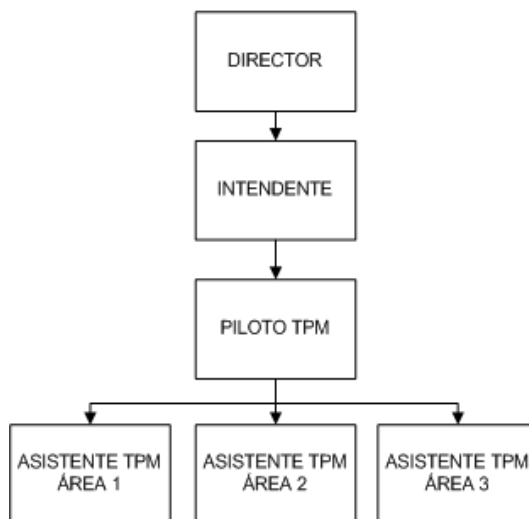 DIRECTOR
INTENDENTE
PILOTO TPM
ASISTENTE TPM
ÁREA 1
ASISTENTE TPM
ÁREA 2
ASISTENTE TPM
ÁREA 3